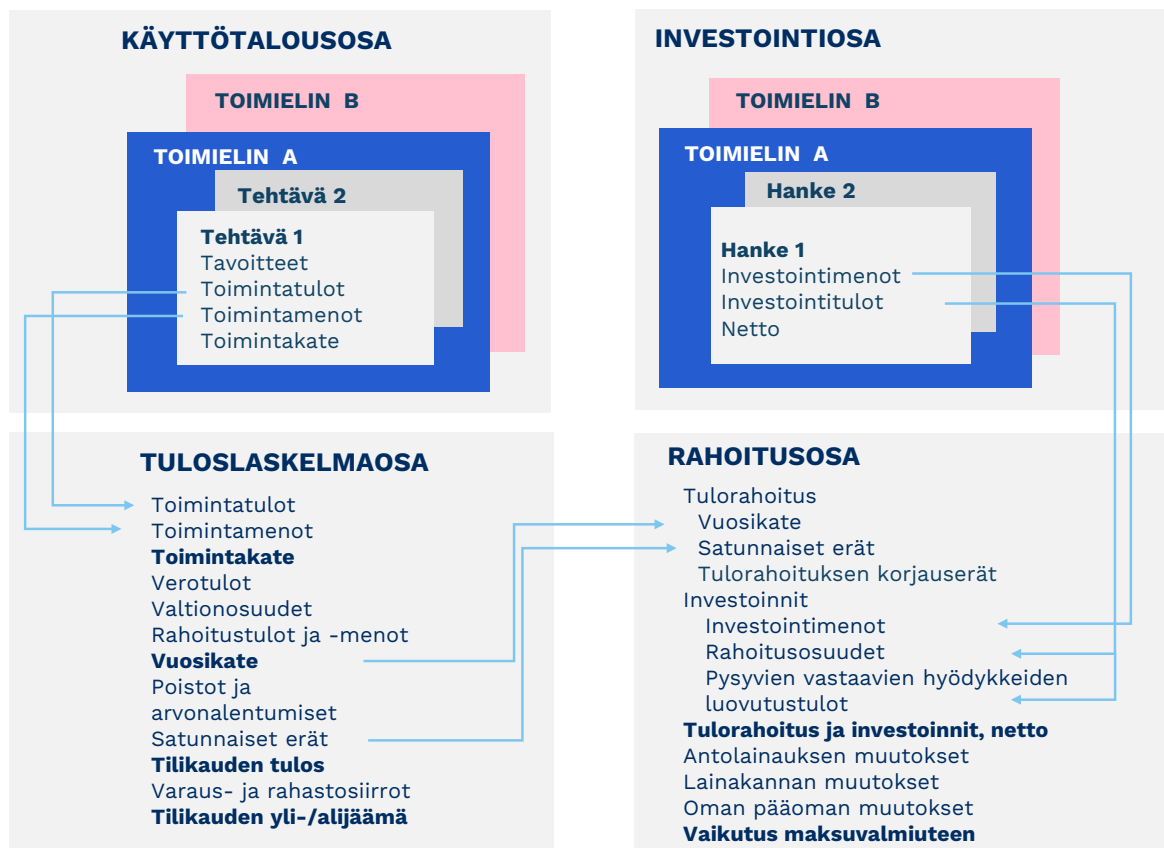 KÄYTTÖTALOUSOSA
TOIMIELIN B
TOIMIELIN A
Tehtävä 2
Tehtävä 1
Tavoitteet
Toimintatulot
Toimintamenot
Toimintakate
INVESTOINTIOSA
TOIMIELIN B
TOIMIELIN A
Hanke 2
Hanke 1
Investointimenot
Investointitulot
Netto
TULOSLASKELMAOSA
Toimintatulot
Toimintamenot
Toimintakate
Verotulot
Valtionosuudet
Rahoitustulot ja -menot
Vuosikate
Poistot ja
arvonalentumiset
Satunnaiset erät
Tilikauden tulos
Varaus- ja rahastosiirrot
Tilikauden yli-/alijäämä
RAHOITUSOSA
Tulorahoitus
Vuosikate
Satunnaiset erät
Tulorahoituksen korjauserät
Investoinnit
Investointimenot
Rahoitusosuudet
Pysyvien vastaavien hyödykkeiden
luovutustulot
Tulorahoitus ja investoinnit, netto
Antolainauksen muutokset
Lainakannan muutokset
Oman pääoman muutokset
Vaikutus maksuvalmiuteen